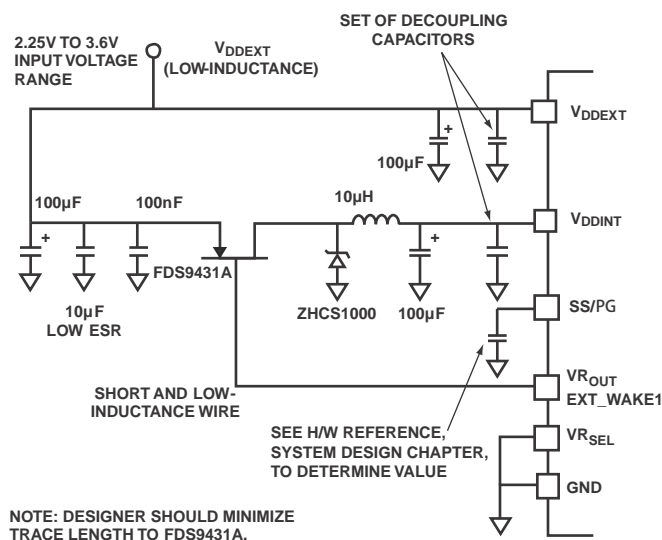 SET OF DECOUPLING
CAPACITORS
2.25V TO 3.6V
INPUT VOLTAGE
RANGE
VDDEXT
(LOW-INDUCTANCE)
VDDEXT
+
100µF
100µF
100nF
10µH
VDDINT
+
+
FDS9431A
10µF
LOW ESR
ZHCS1000
100µF
SS/PG
SHORT AND LOW-
INDUCTANCE WIRE
VROUT
EXT_WAKE1
SEE H/W REFERENCE,
SYSTEM DESIGN CHAPTER,
TO DETERMINE VALUE
VRSEL
GND
NOTE: DESIGNER SHOULD MINIMIZE
TRACE LENGTH TO FDS9431A.